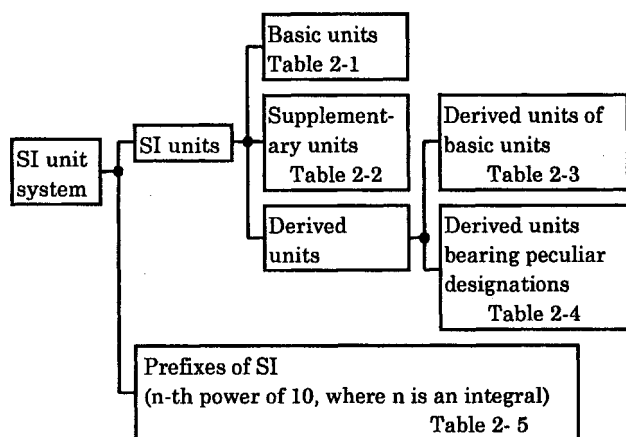 Basic units
Table 2-1
SI units
Supplement-
ary units
Table 2-2
Derived units of
basic units
Table 2-3
SI unit
system
Derived
units
Derived units
bearing peculiar
designations
Table 2-4
Prefixes of SI
(n-th power of 10, where n is an integral)
Table 2- 5